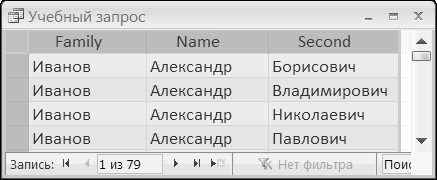 Учебный запрос
Family Name Second
Иванов Александр Борисович
Иванов Александр Владимирович
Иванов Александр Николаевич
Иванов Александр Павлович
Запись: 1 из 79 Нет фильтра Поис